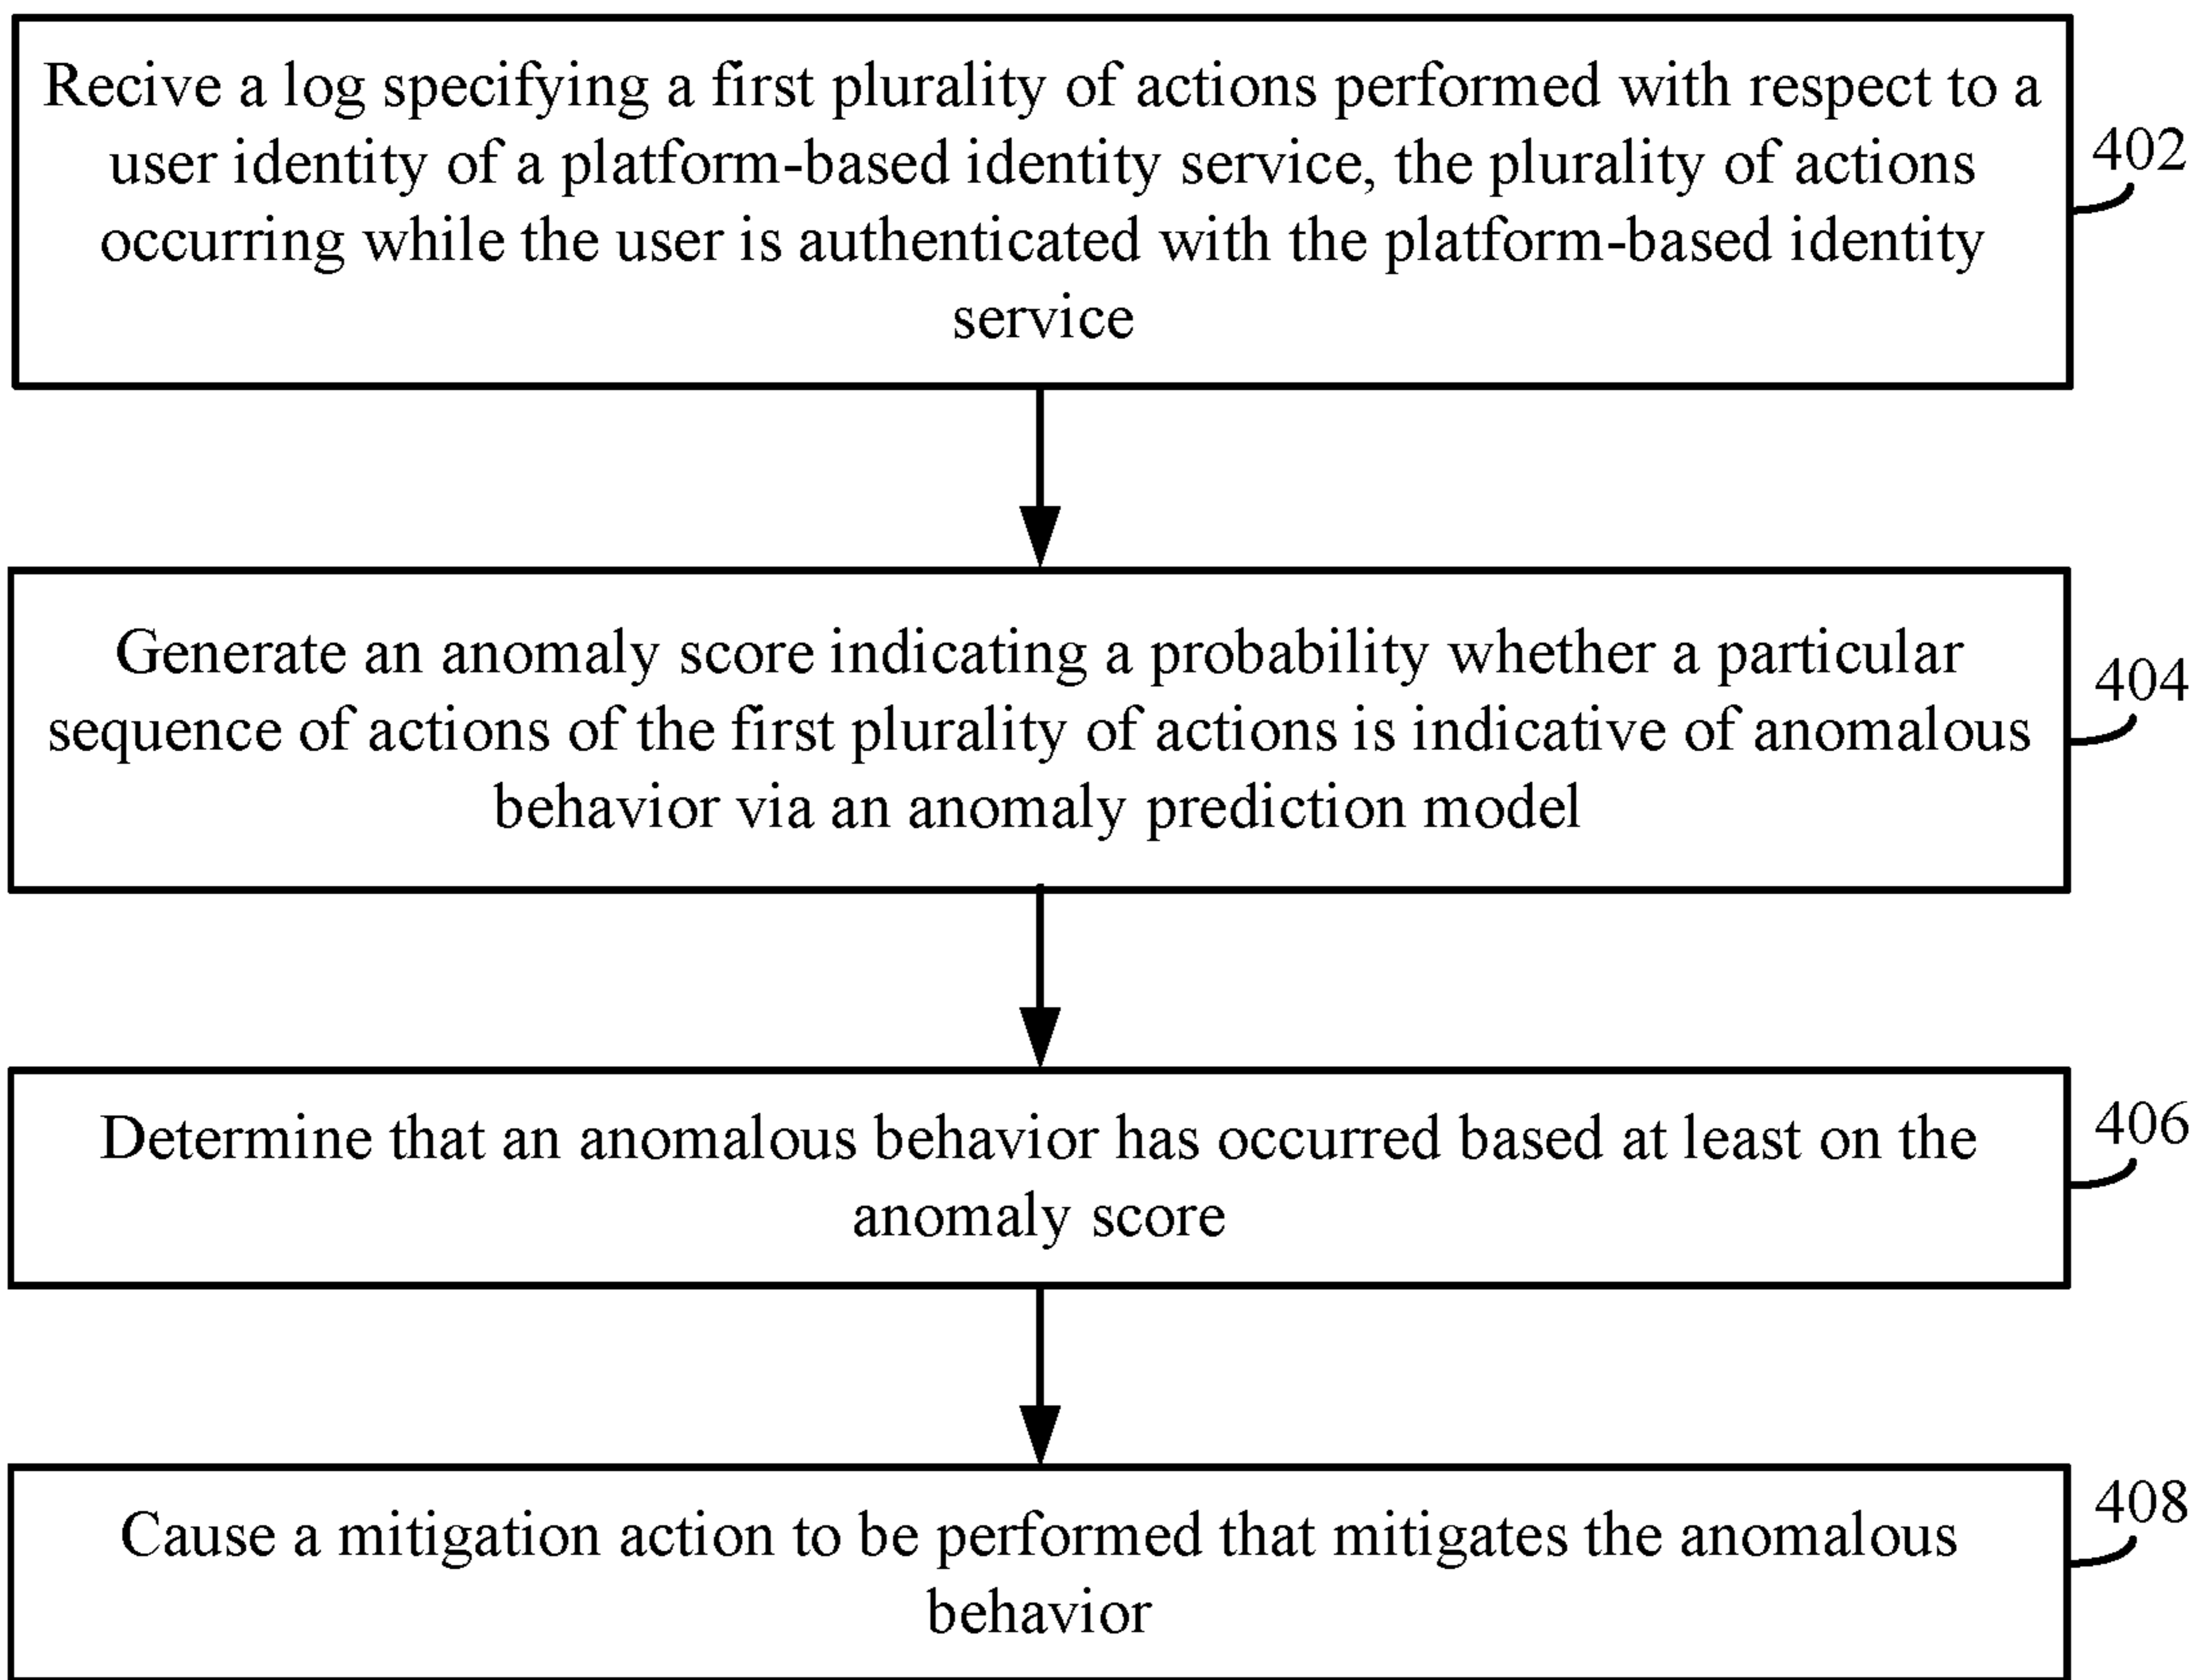 Recive a log specifying a first plurality of actions performed with respect to a
user identity of a platform-based identity service, the plurality of actions
occurring while the user is authenticated with the platform-based identity
service
402
Generate an anomaly score indicating a probability whether a particular
sequence of actions of the first plurality of actions is indicative of anomalous
behavior via an anomaly prediction model
404
Determine that an anomalous behavior has occurred based at least on the
anomaly score
406
Cause a mitigation action to be performed that mitigates the anomalous
behavior
408